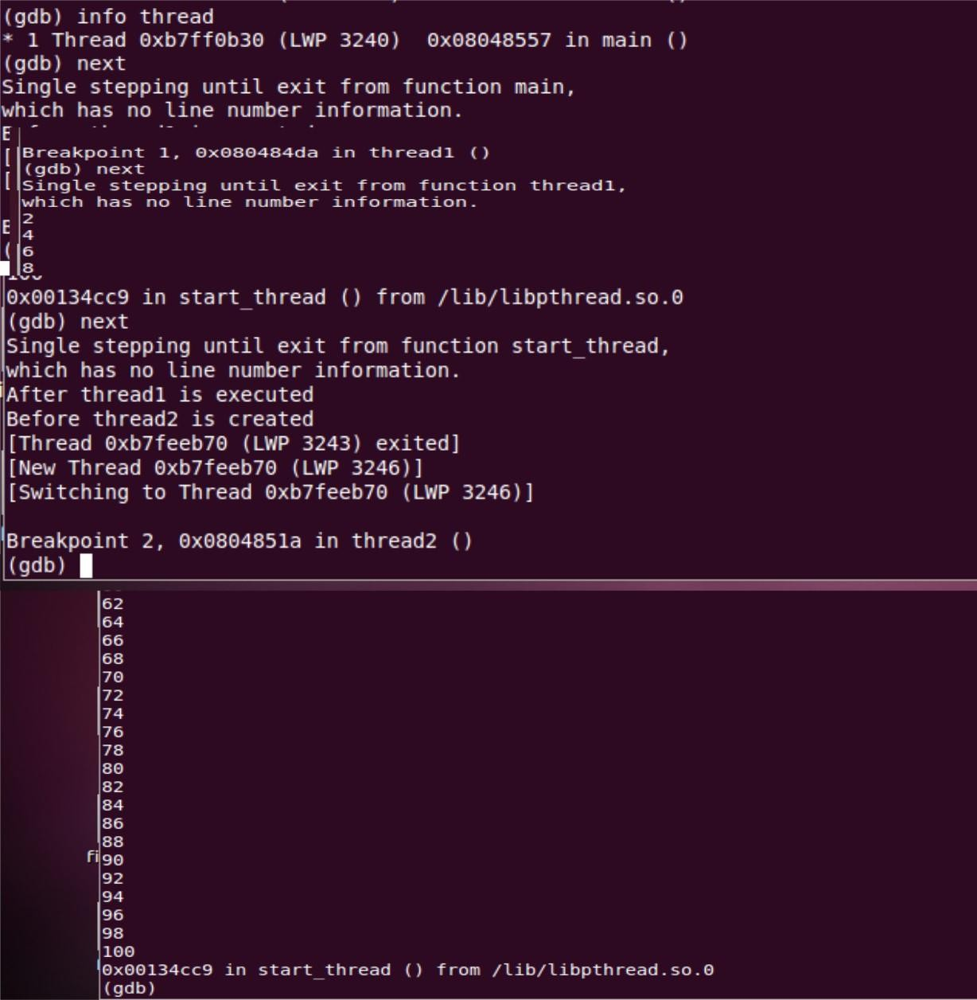 (gdb) info thread
* 1 Thread 0xb7ff0b30 (LWP 3240)  0x08048557 in main ()
(gdb) next
Single stepping until exit from function main,
which has no line number information.
Breakpoint 1, 0x080484da in thread1 ()
(gdb) next
Single stepping until exit from function thread1,
which has no line number information.
2
4
6
8
100
0x00134cc9 in start_thread () from /lib/libpthread.so.0
(gdb) next
Single stepping until exit from function start_thread,
which has no line number information.
After thread1 is executed
Before thread2 is created
[Thread 0xb7feeb70 (LWP 3243) exited]
[New Thread 0xb7feeb70 (LWP 3246)]
[Switching to Thread 0xb7feeb70 (LWP 3246)]
Breakpoint 2, 0x0804851a in thread2 ()
(gdb)
62
64
66
68
70
72
74
76
78
80
82
84
86
88
fi
90
92
94
96
98
100
0x00134cc9 in start_thread () from /lib/libpthread.so.0
(gdb)